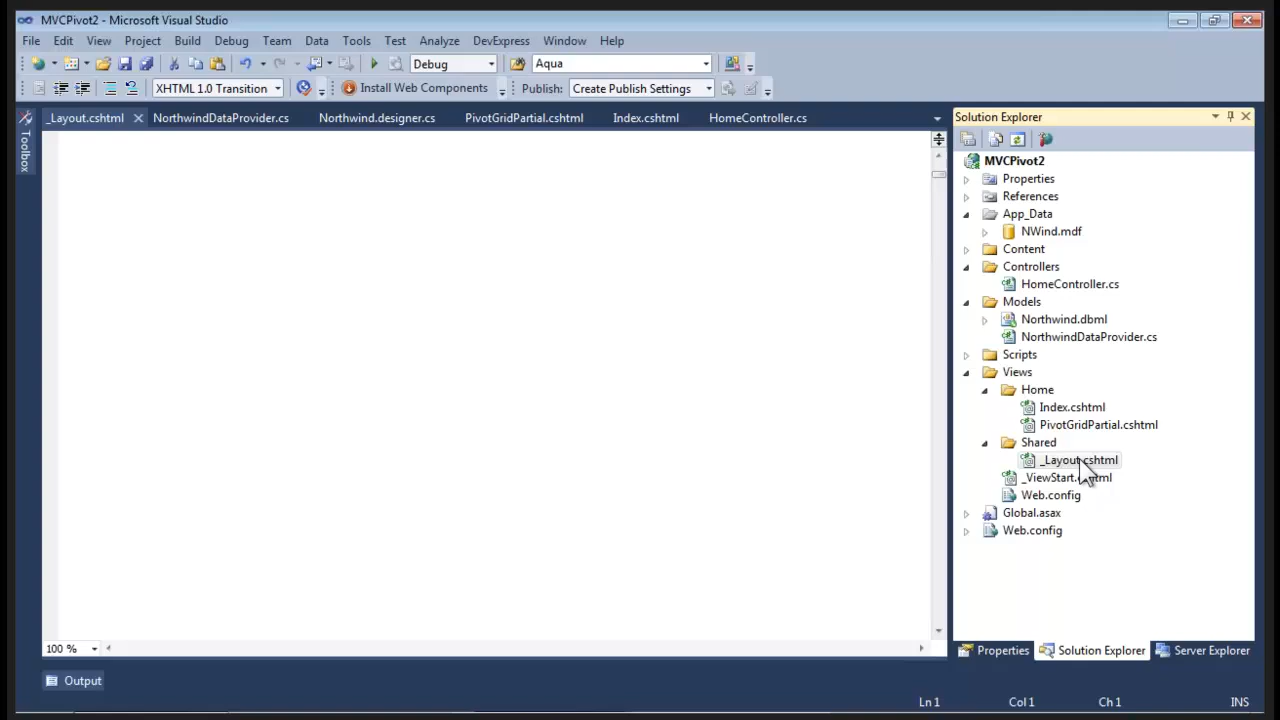 MVCPivot2 - Microsoft Visual Studio
File Edit View Project Build Debug Team Data Tools Test Analyze DevExpress Window Help
Debug Aqua
XHTML 1.0 Transition Install Web Components Publish: Create Publish Settings
_Layout.cshtml NorthwindDataProvider.cs Northwind.designer.cs PivotGridPartial.cshtml Index.cshtml HomeController.cs
Toolbox
Solution Explorer
MVCPivot2
Properties
References
App_Data
NWind.mdf
Content
Controllers
HomeController.cs
Models
Northwind.dbml
NorthwindDataProvider.cs
Scripts
Views
Home
Index.cshtml
PivotGridPartial.cshtml
Shared
_Layout.cshtml
_ViewStart.cshtml
Web.config
Global.asax
Web.config
100 %
Properties Solution Explorer Server Explorer
Output
Ln 1 Col 1 Ch 1 INS